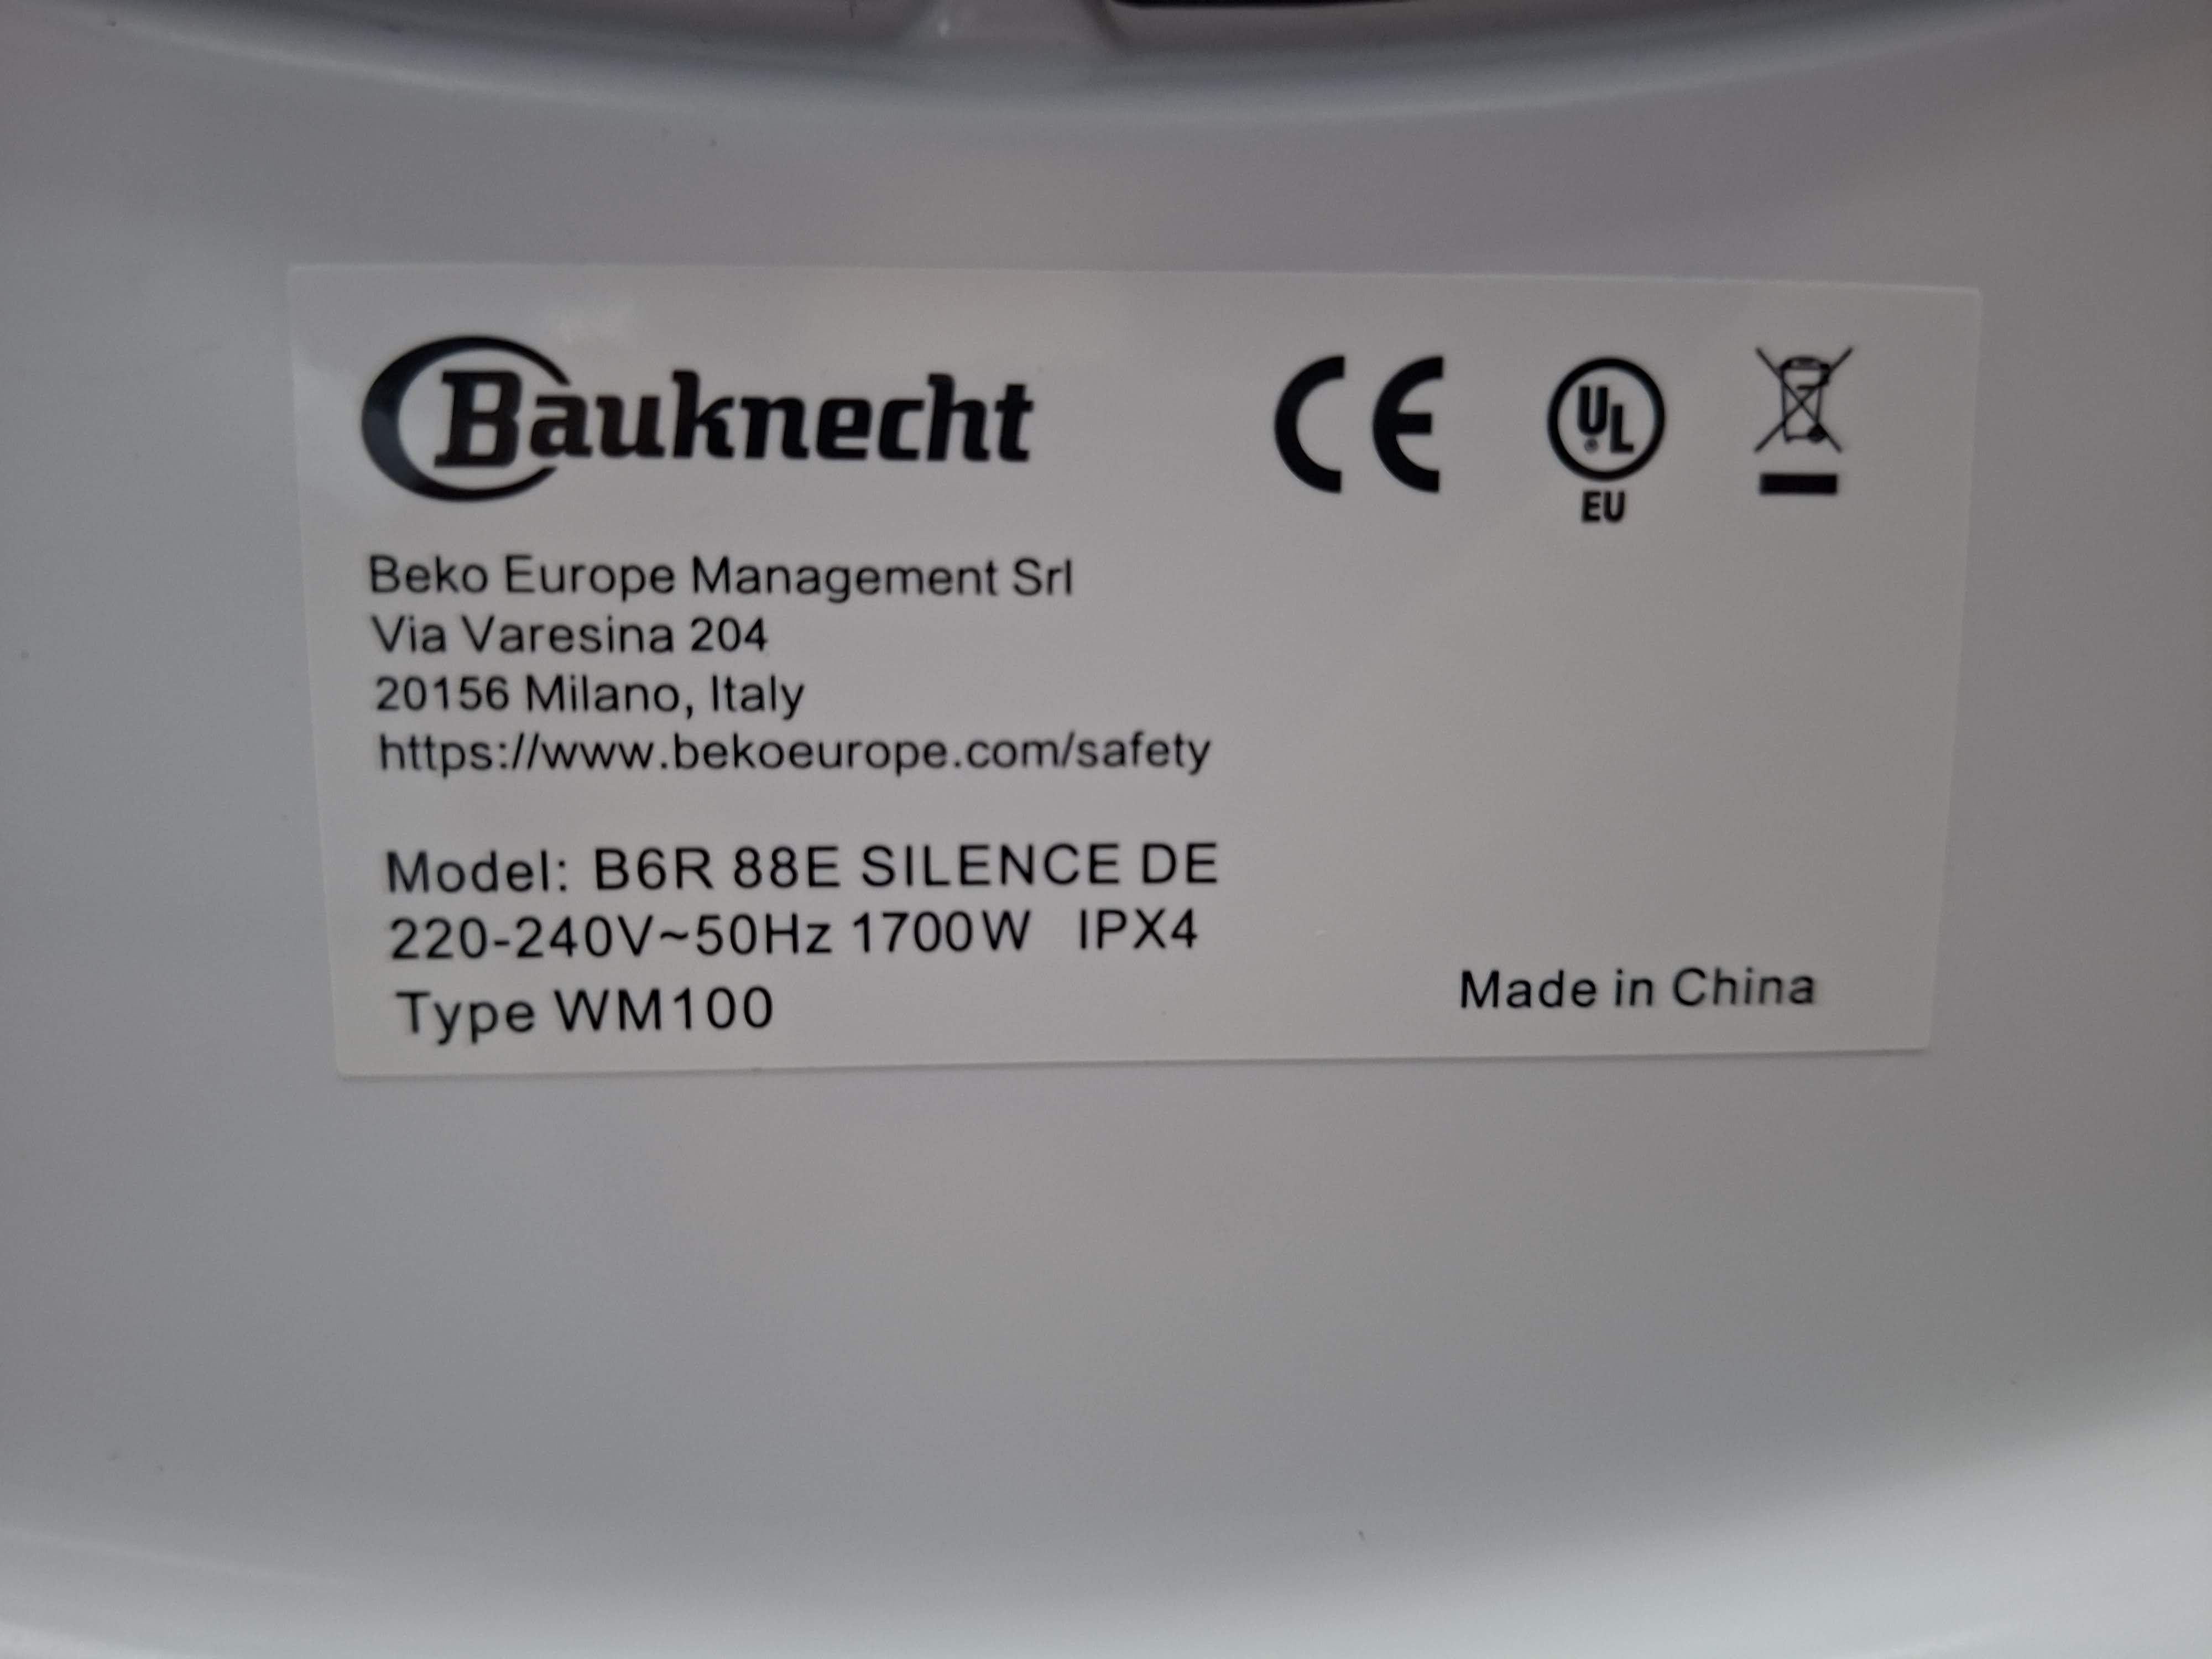 Bauknecht
CE
UL
EU
Beko Europe Management Srl
Via Varesina 204
20156 Milano, Italy
https://www.bekoeurope.com/safety
Model: B6R 88E SILENCE DE
220-240V~50Hz 1700W IPX4
Type WM100
Made in China